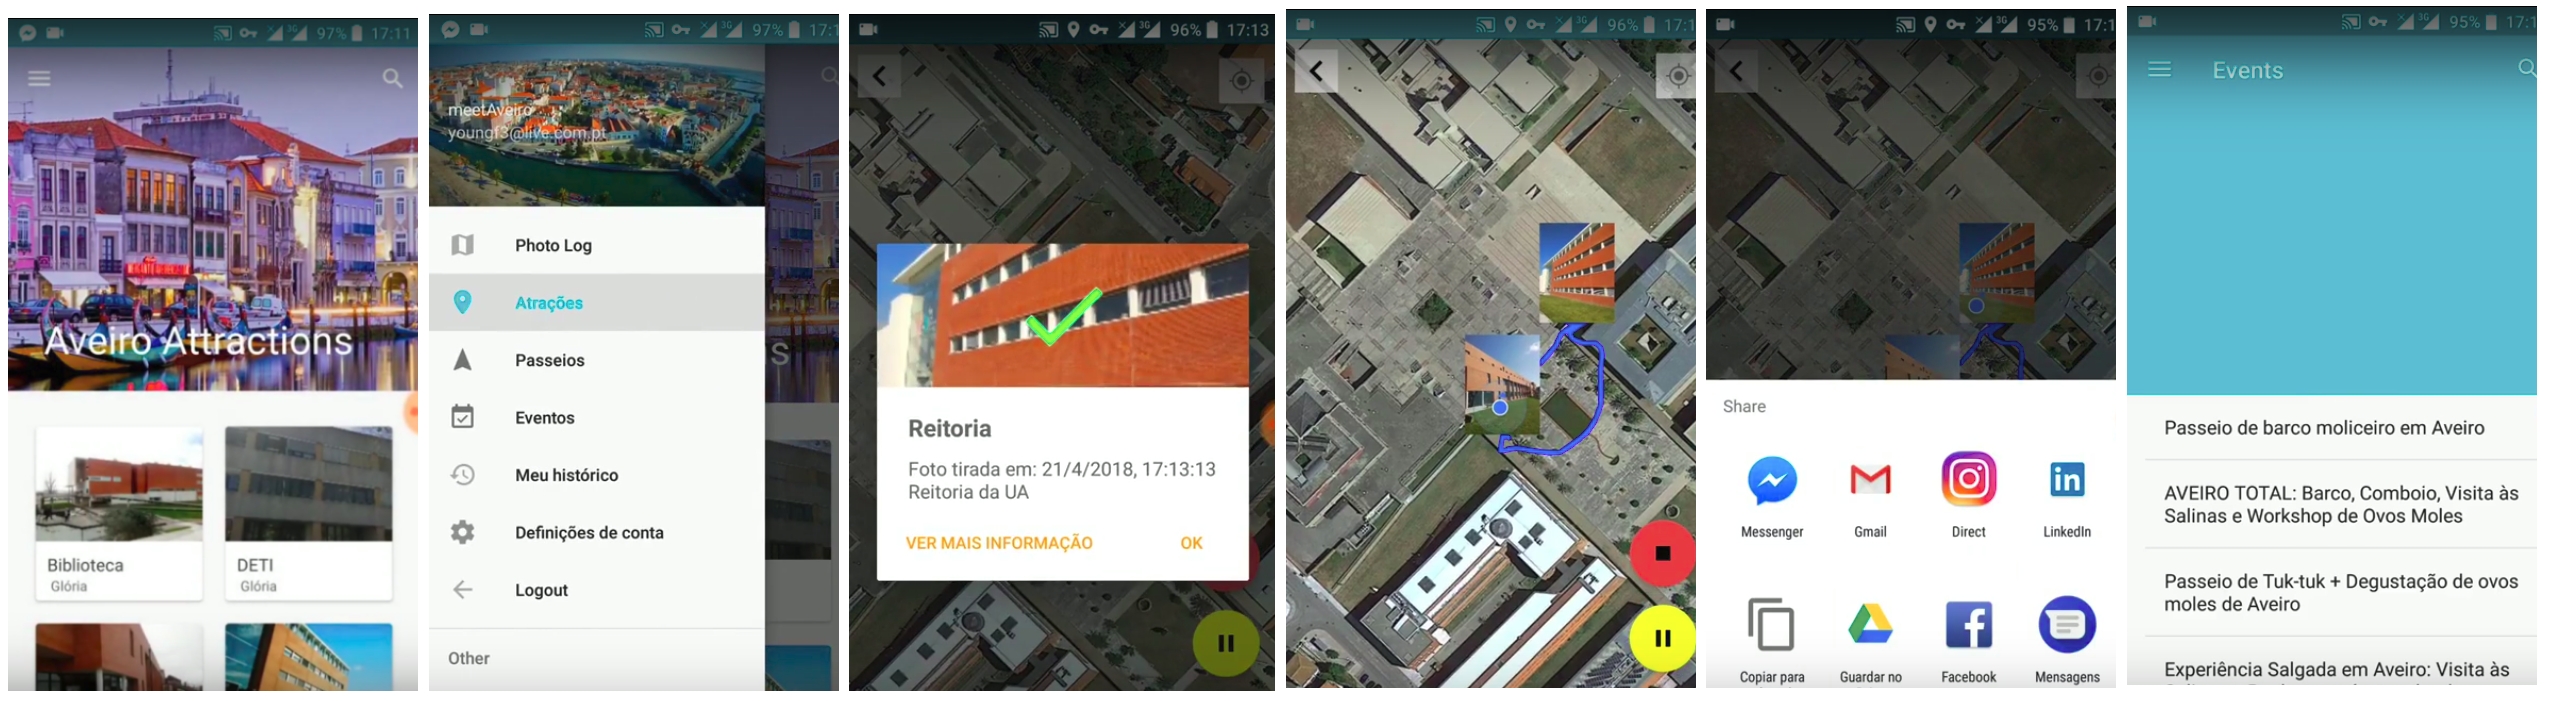 97% 17:11
Aveiro Attractions
Biblioteca
Glória
DETI
Glória
97% 17:1
meetAveiro
youngf3@live.com.pt
Photo Log
Atrações
Passeios
Eventos
Meu histórico
Definições de conta
Logout
Other
S
3G 96% 17:13
Reitoria
Foto tirada em: 21/4/2018, 17:13:13
Reitoria da UA
VER MAIS INFORMAÇÃO
OK
3G 96% 17:1
3G 95% 17:1
Share
Messenger
Gmail
Direct
LinkedIn
Copiar para
Guardar no
Facebook
Mensagens
3G 95% 17:1
Events
Passeio de barco moliceiro em Aveiro
AVEIRO TOTAL: Barco, Comboio, Visita às
Salinas e Workshop de Ovos Moles
Passeio de Tuk-tuk + Degustação de ovos
moles de Aveiro
Experiência Salgada em Aveiro: Visita às